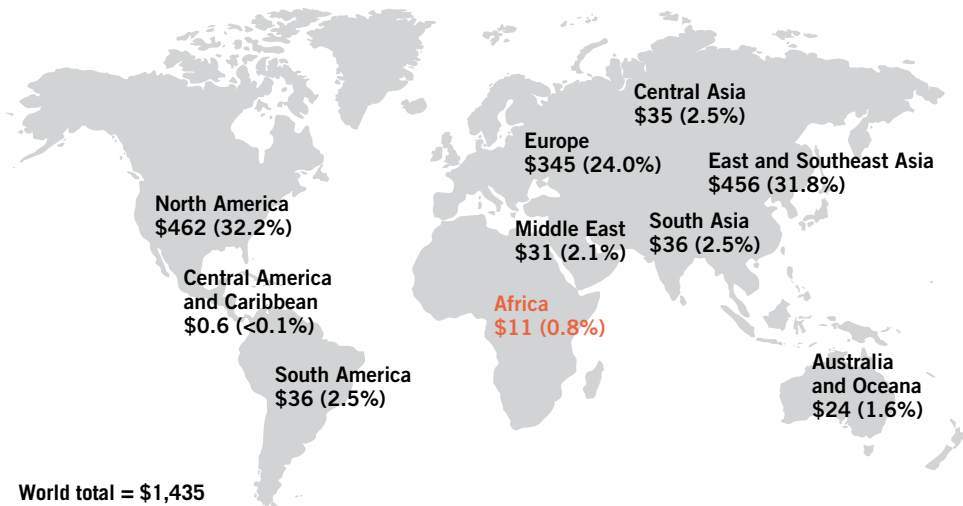 Central Asia
$35 (2.5%)
Europe
$345 (24.0%)
East and Southeast Asia
$456 (31.8%)
North America
$462 (32.2%)
Middle East
$31 (2.1%)
South Asia
$36 (2.5%)
Central America
and Caribbean
$0.6 (<0.1%)
Africa
$11 (0.8%)
South America
$36 (2.5%)
Australia
and Oceana
$24 (1.6%)
World total = $1,435